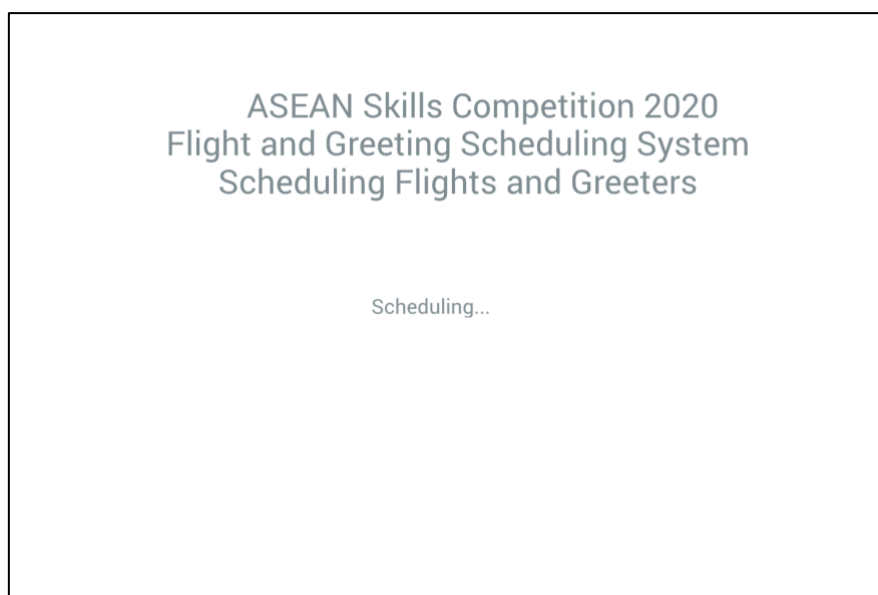 ASEAN Skills Competition 2020
Flight and Greeting Scheduling System
Scheduling Flights and Greeters
Scheduling...